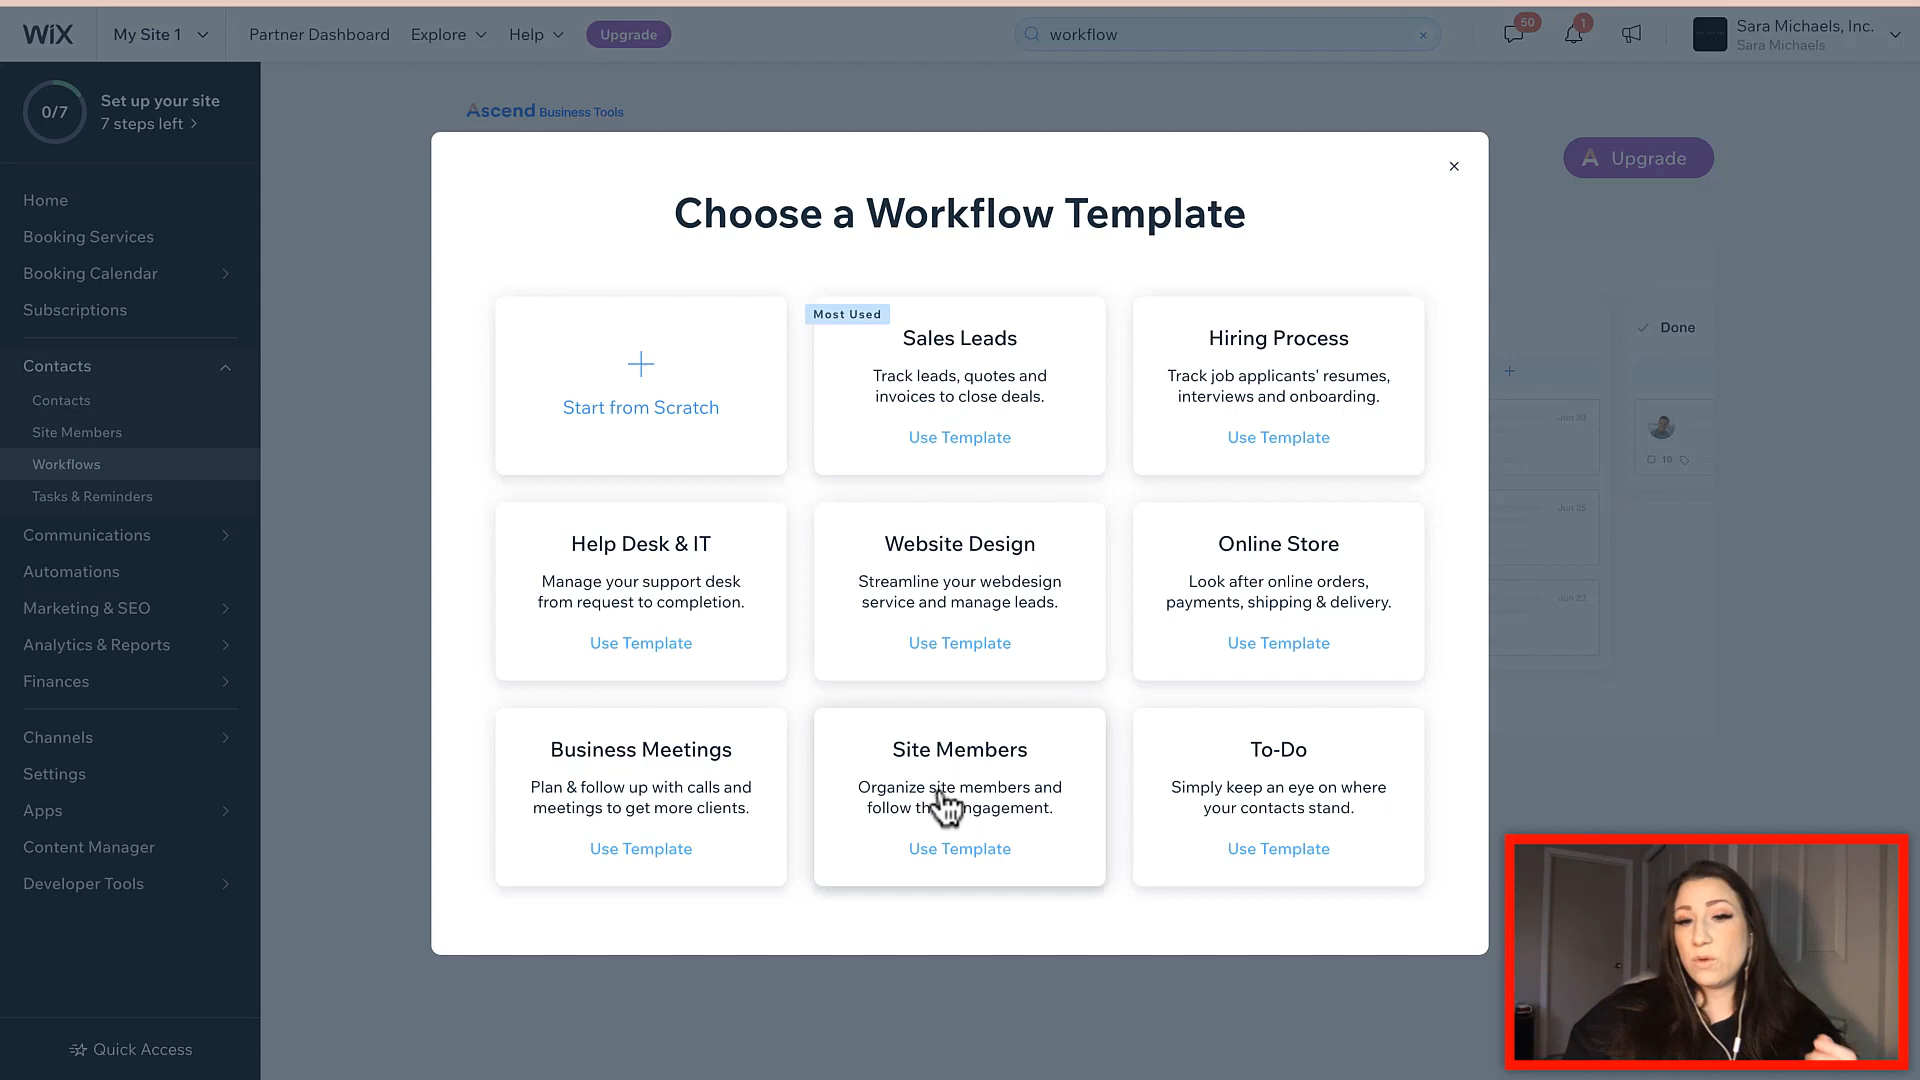 WIX
My Site 1
Partner Dashboard
Explore
Help
Upgrade
workflow
50
1
Sara Michaels, Inc.
Sara Michaels
0/7
Set up your site
7 steps left
Home
Booking Services
Booking Calendar
Subscriptions
Contacts
Contacts
Site Members
Workflows
Tasks & Reminders
Communications
Automations
Marketing & SEO
Analytics & Reports
Finances
Channels
Settings
Apps
Content Manager
Developer Tools
Quick Access
Ascend Business Tools
Upgrade
Done
Jun 29
10
Jun 25
Jun 23
Choose a Workflow Template
Start from Scratch
Most Used
Sales Leads
Track leads, quotes and
invoices to close deals.
Use Template
Hiring Process
Track job applicants' resumes,
interviews and onboarding.
Use Template
Help Desk & IT
Manage your support desk
from request to completion.
Use Template
Website Design
Streamline your webdesign
service and manage leads.
Use Template
Online Store
Look after online orders,
payments, shipping & delivery.
Use Template
Business Meetings
Plan & follow up with calls and
meetings to get more clients.
Use Template
Site Members
Organize site members and
follow engagement.
Use Template
To-Do
Simply keep an eye on where
your contacts stand.
Use Template